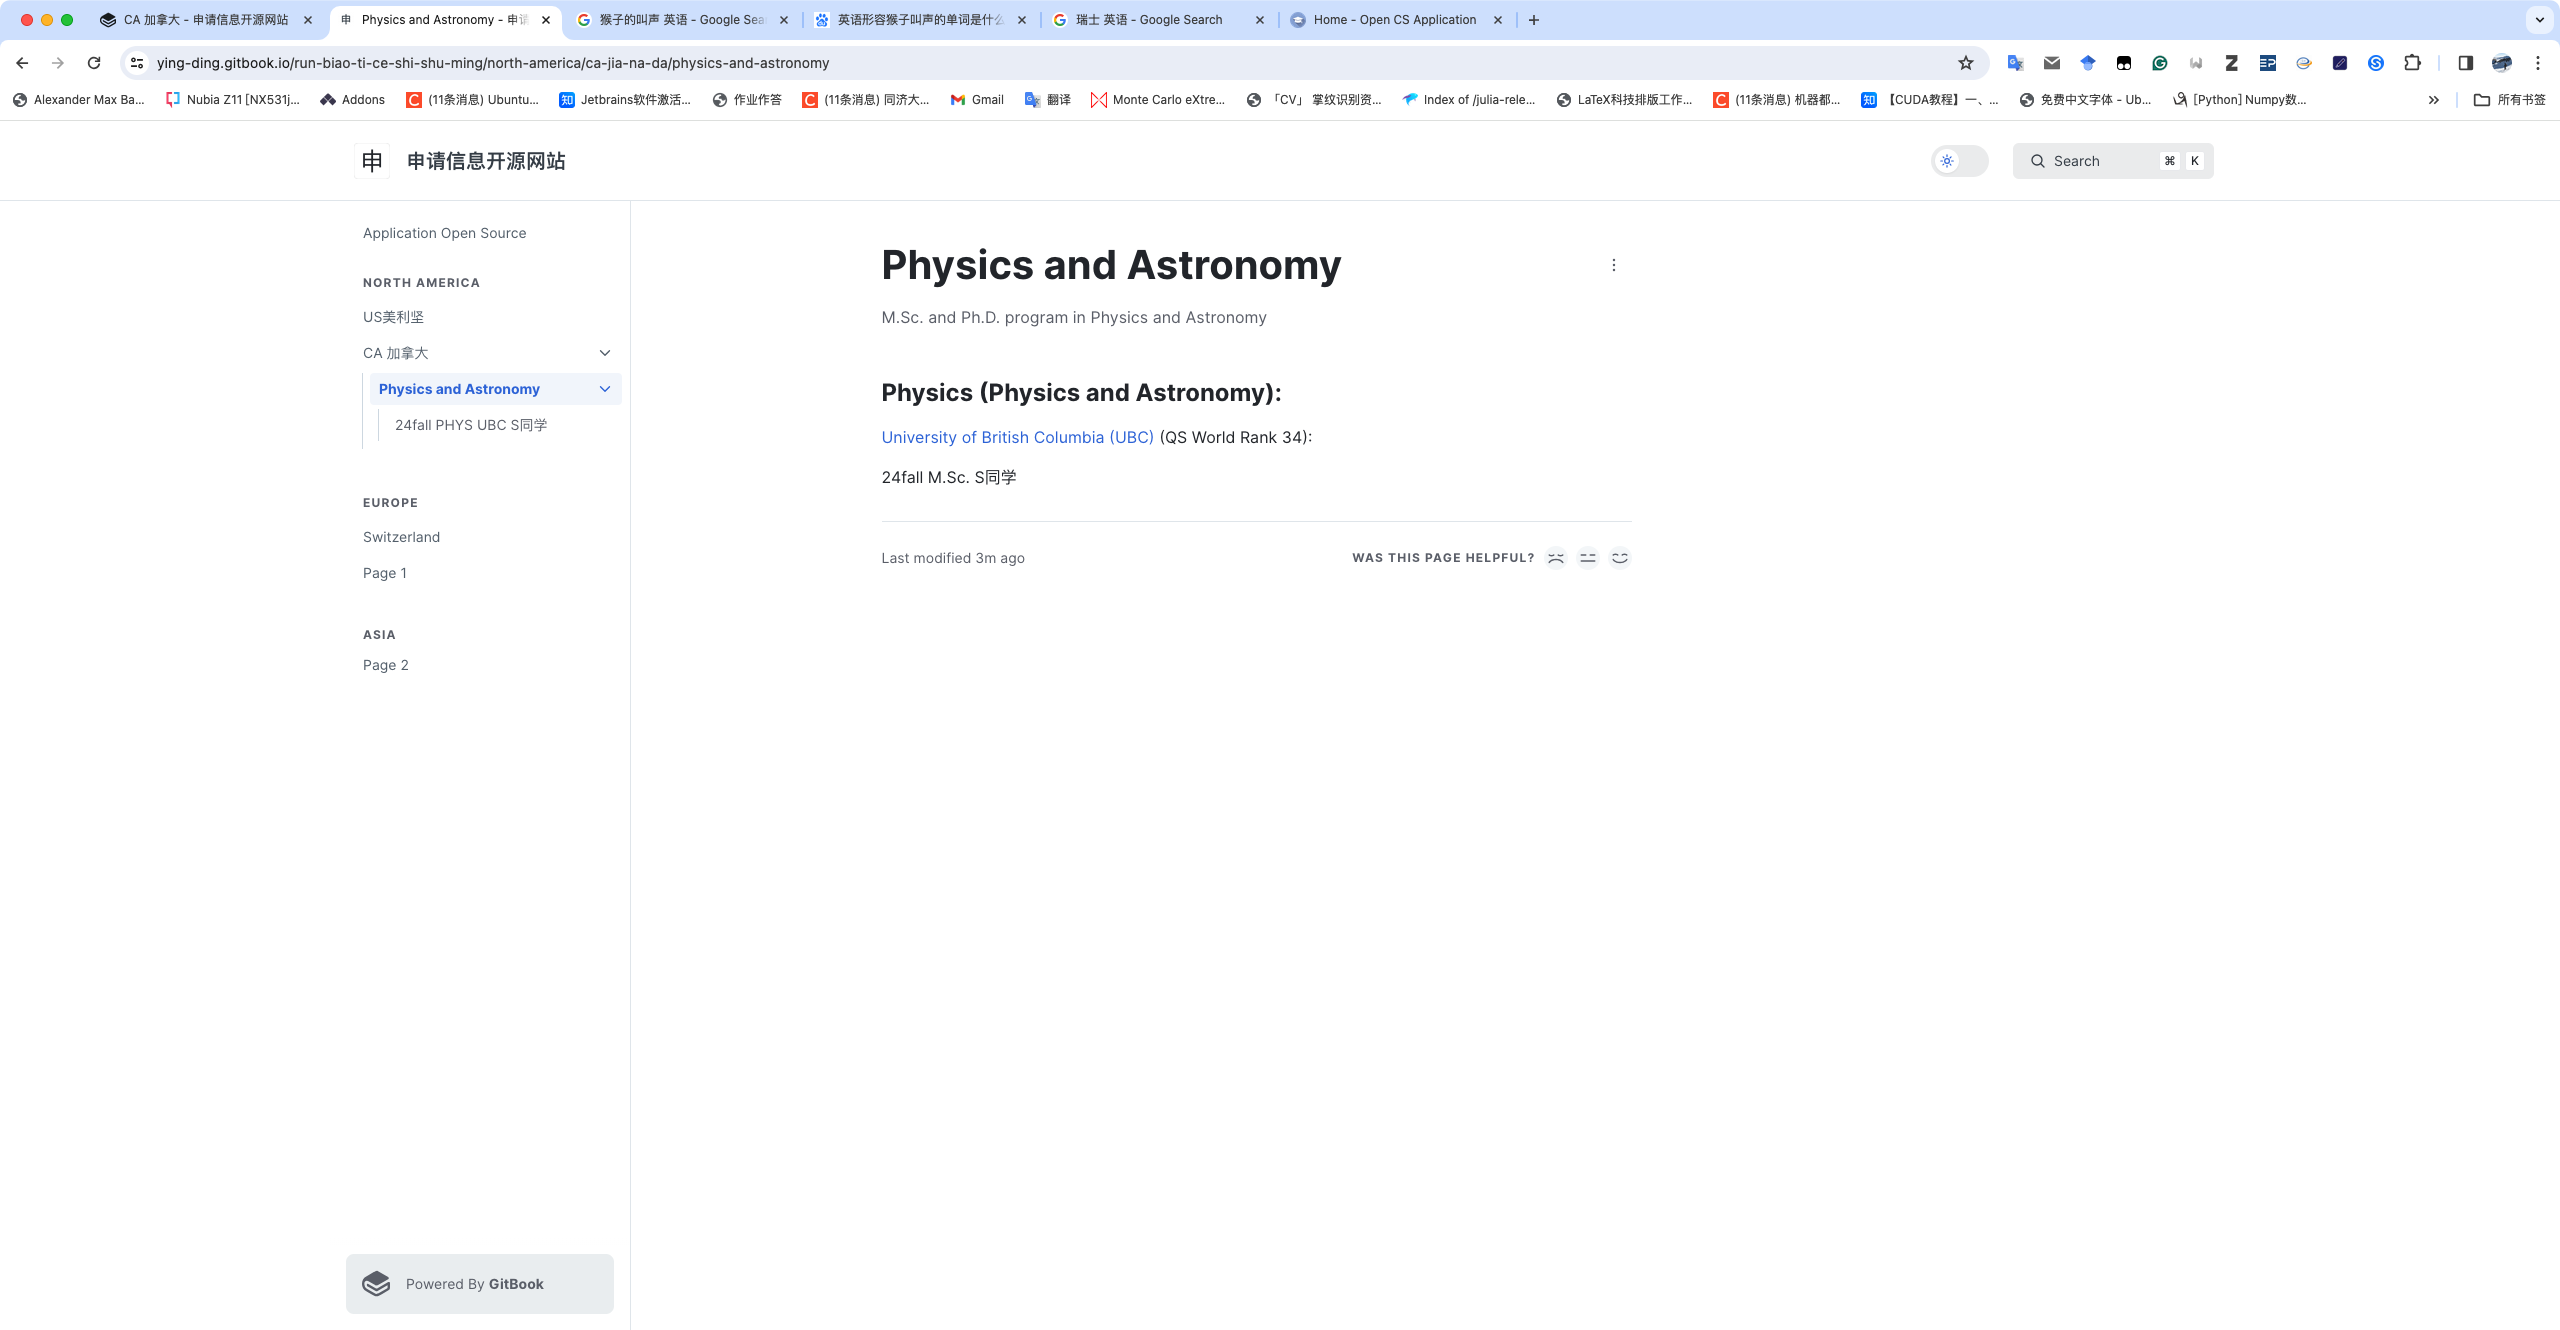 CA 加拿大 - 申请信息开源网站
Physics and Astronomy - 申请
猴子的叫声 英语 - Google Sea
英语形容猴子叫声的单词是什么
瑞士 英语 - Google Search
Home - Open CS Application
ying-ding.gitbook.io/run-biao-ti-ce-shi-shu-ming/north-america/ca-jia-na-da/physics-and-astronomy
Alexander Max Ba...
Nubia Z11 [NX531j...
Addons
(11条消息) Ubuntu...
Jetbrains软件激活...
作业作答
(11条消息) 同济大...
Gmail
翻译
Monte Carlo eXtre...
「CV」 掌纹识别资...
Index of /julia-rele...
LaTeX科技排版工作...
(11条消息) 机器都...
【CUDA教程】一、...
免费中文字体 - Ub...
[Python] Numpy数...
所有书签
申
申请信息开源网站
Search
⌘
K
Application Open Source
NORTH AMERICA
US美利坚
CA 加拿大
Physics and Astronomy
24fall PHYS UBC S同学
EUROPE
Switzerland
Page 1
ASIA
Page 2
Powered By GitBook
Physics and Astronomy
M.Sc. and Ph.D. program in Physics and Astronomy
Physics (Physics and Astronomy):
University of British Columbia (UBC) (QS World Rank 34):
24fall M.Sc. S同学
Last modified 3m ago
WAS THIS PAGE HELPFUL?